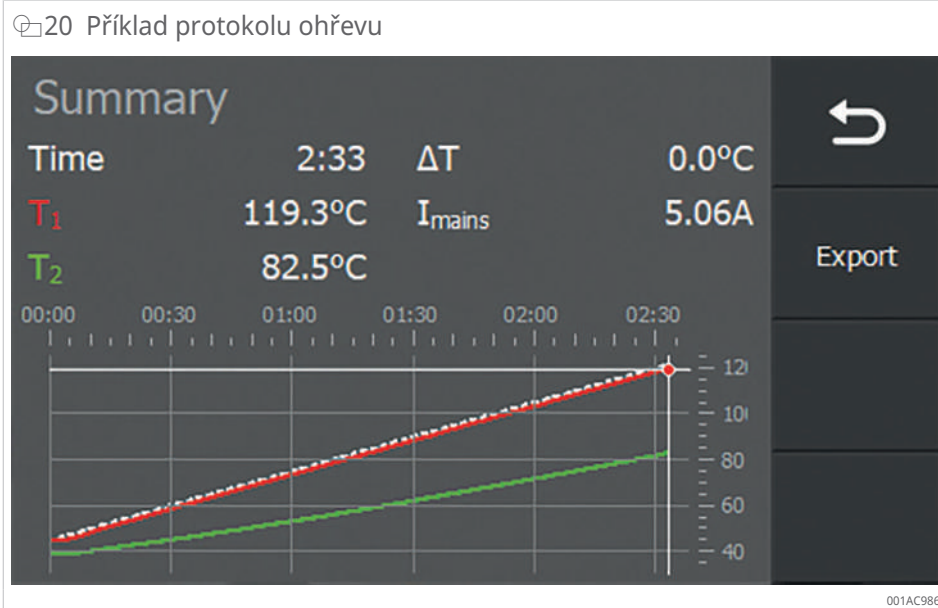 20 Příklad protokolu ohřevu
Summary
Time 2:33 ΔT 0.0°C
T1 119.3°C Imains 5.06A
T2 82.5°C
Export
00:00 00:30 01:00 01:30 02:00 02:30
80
60
40
001AC986